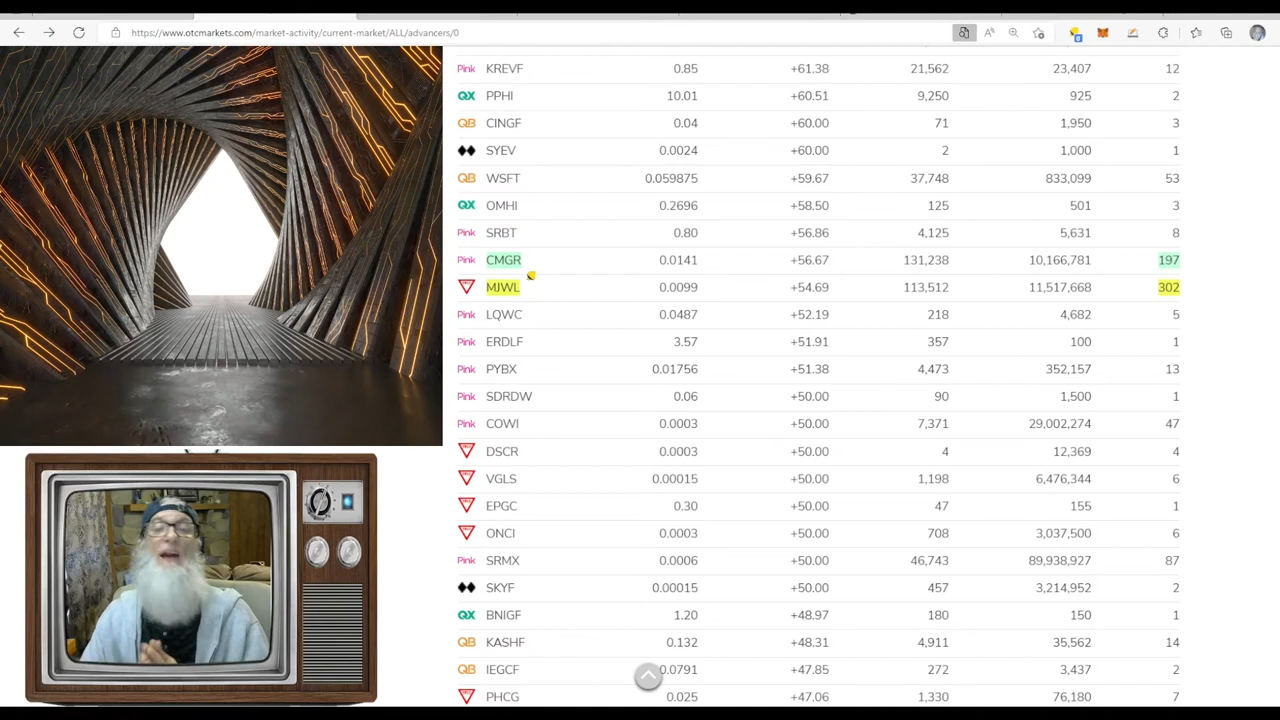 https://www.otcmarkets.com/market-activity/current-market/ALL/advancers/0
Pink KREVF 0.85 +61.38 21,562 23,407 12
QX PPHI 10.01 +60.51 9,250 925 2
QB CINGF 0.04 +60.00 71 1,950 3
SYEV 0.0024 +60.00 2 1,000 1
QB WSFT 0.059875 +59.67 37,748 833,099 53
QX OMHI 0.2696 +58.50 125 501 3
Pink SRBT 0.80 +56.86 4,125 5,631 8
Pink CMGR 0.0141 +56.67 131,238 10,166,781 197
MJWL 0.0099 +54.69 113,512 11,517,668 302
Pink LQWC 0.0487 +52.19 218 4,682 5
Pink ERDLF 3.57 +51.91 357 100 1
Pink PYBX 0.01756 +51.38 4,473 352,157 13
Pink SDRDW 0.06 +50.00 90 1,500 1
Pink COWI 0.0003 +50.00 7,371 29,002,274 47
DSCR 0.0003 +50.00 4 12,369 4
VGLS 0.00015 +50.00 1,198 6,476,344 6
EPGC 0.30 +50.00 47 155 1
ONCI 0.0003 +50.00 708 3,037,500 6
Pink SRMX 0.0006 +50.00 46,743 89,938,927 87
SKYF 0.00015 +50.00 457 3,214,952 2
QX BNIGF 1.20 +48.97 180 150 1
QB KASHF 0.132 +48.31 4,911 35,562 14
QB IEGCF 0.0791 +47.85 272 3,437 2
PHCG 0.025 +47.06 1,330 76,180 7